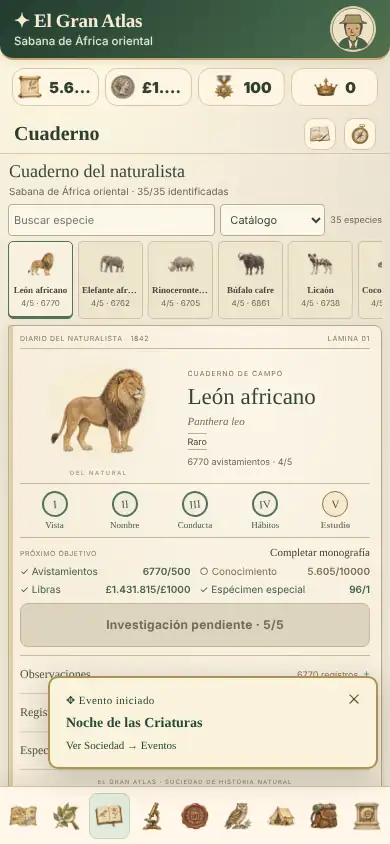 ✦ El Gran Atlas
Sabana de África oriental
5.6... £1.... 100 0
Cuaderno
Cuaderno del naturalista
Sabana de África oriental · 35/35 identificadas
Buscar especie Catálogo 35 especies
León africano Elefante afr... Rinoceronte... Búfalo cafre Licaón Coco
4/5 · 6770 4/5 · 6762 4/5 · 6705 4/5 · 6861 4/5 · 6738 4/5
DIARIO DEL NATURALISTA · 1842 LÁMINA 01
CUADERNO DE CAMPO
León africano
Panthera leo
Raro
6770 avistamientos · 4/5
DEL NATURAL
I II III IV V
Vista Nombre Conducta Hábitos Estudio
PRÓXIMO OBJETIVO Completar monografía
✓ Avistamientos 6770/500 ○ Conocimiento 5.605/10000
✓ Libras £1.431.815/£1000 ✓ Espécimen especial 96/1
Investigación pendiente · 5/5
Observaciones 6770 registros +
Regis
Espec
✥ Evento iniciado ×
Noche de las Criaturas
Ver Sociedad → Eventos
EL GRAN ATLAS · SOCIEDAD DE HISTORIA NATURAL